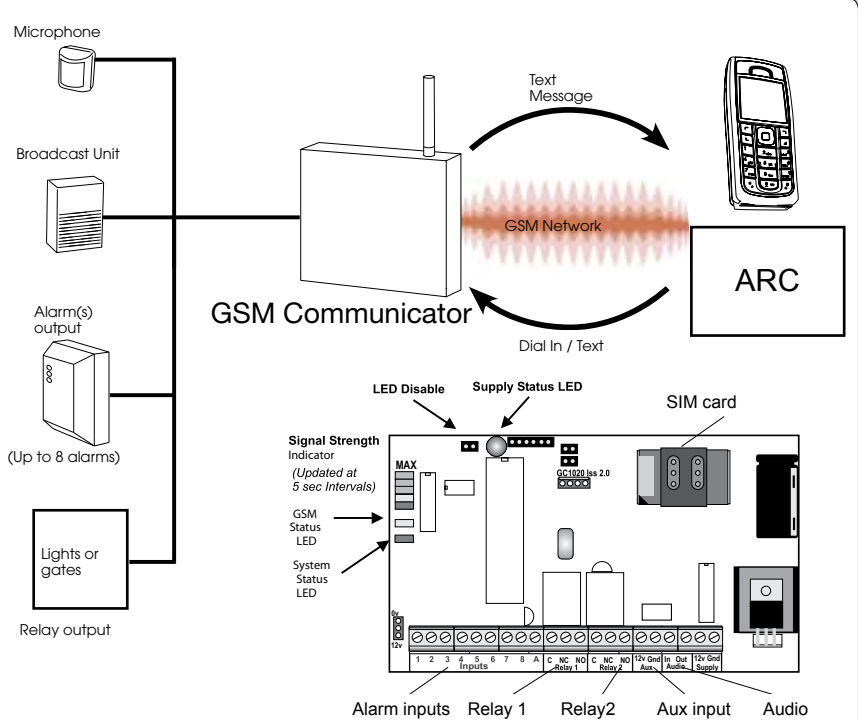 Microphone
Broadcast Unit
Alarm(s)
output
(Up to 8 alarms)
Lights or
gates
Relay output
GSM Communicator
Text
Message
GSM Network
ARC
Dial In / Text
LED Disable
Supply Status LED
SIM card
Signal Strength
Indicator
(Updated at
5 sec Intervals)
MAX
GC1020 Iss 2.0
GSM
Status
LED
System
Status
LED
0v
12v
1 2 3 4 5 6 7 8 A C NC NO C NC NO 12v Gnd In Out 12v Gnd
Inputs Relay 1 Relay 2 Aux Audio Supply
Alarm inputs Relay 1 Relay2 Aux input Audio